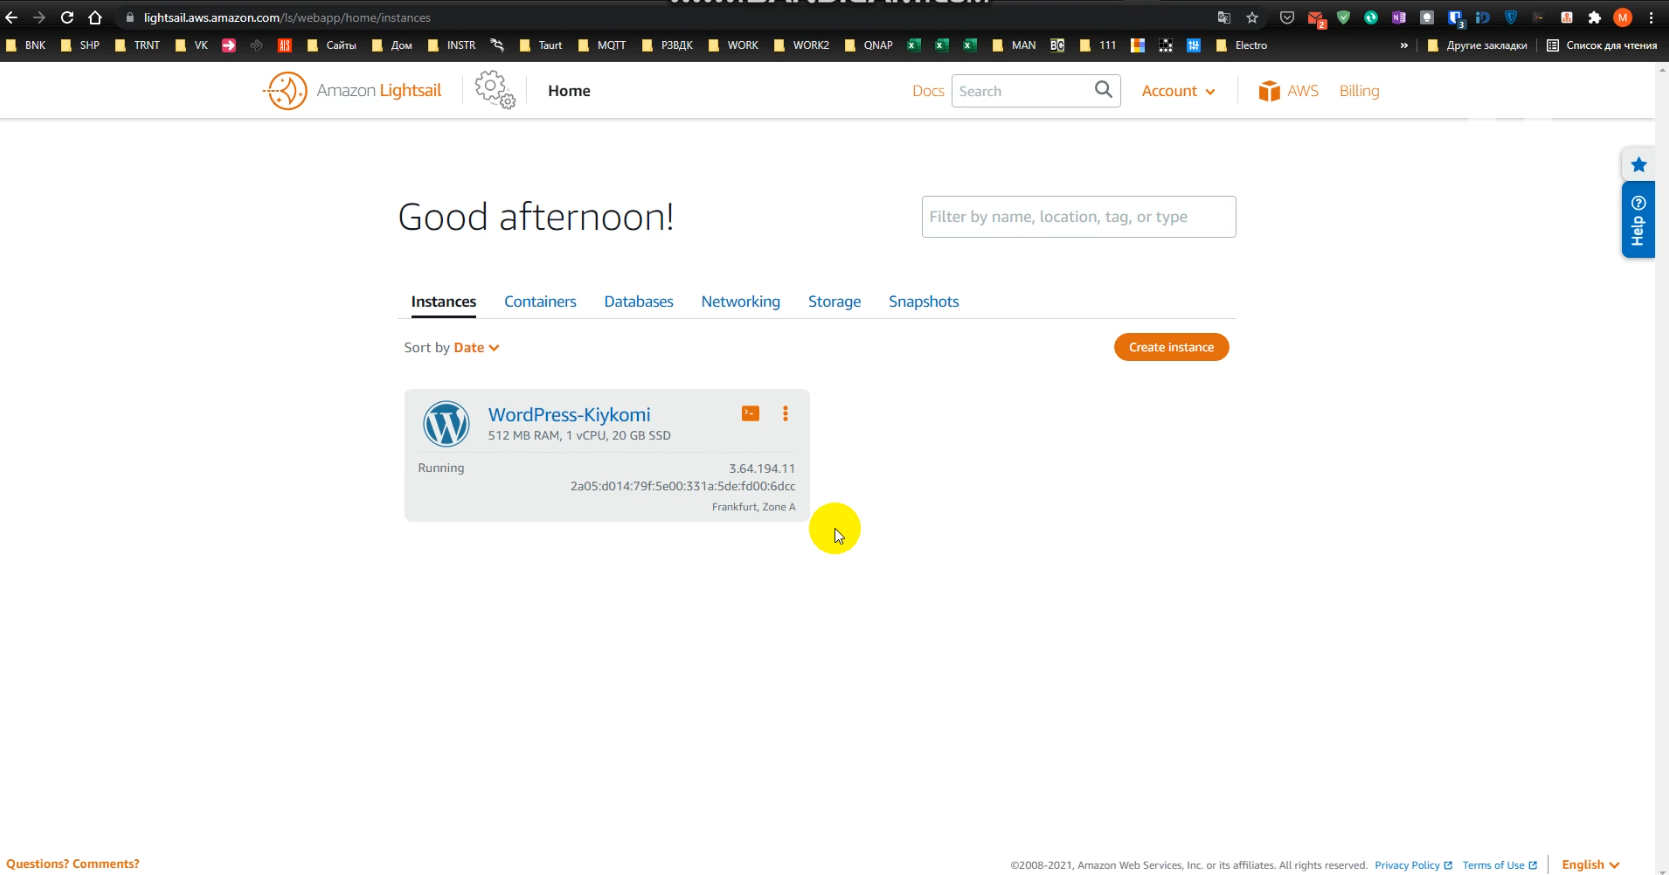 lightsail.aws.amazon.com/ls/webapp/home/instances
2
3
M
BNK SHP TRNT VK Сайты Дом INSTR Taurt MQTT РЗВДК WORK WORK2 QNAP MAN BC 111 Electro » Другие закладки Список для чтения
Amazon Lightsail Home Docs Search Account AWS Billing
Help
Good afternoon! Filter by name, location, tag, or type
Instances Containers Databases Networking Storage Snapshots
Sort by Date Create instance
WordPress-Kiykomi
512 MB RAM, 1 vCPU, 20 GB SSD
Running 3.64.194.11
2a05:d014:79f:5e00:331a:5de:fd00:6dcc
Frankfurt, Zone A
Questions? Comments? ©2008-2021, Amazon Web Services, Inc. or its affiliates. All rights reserved. Privacy Policy Terms of Use English